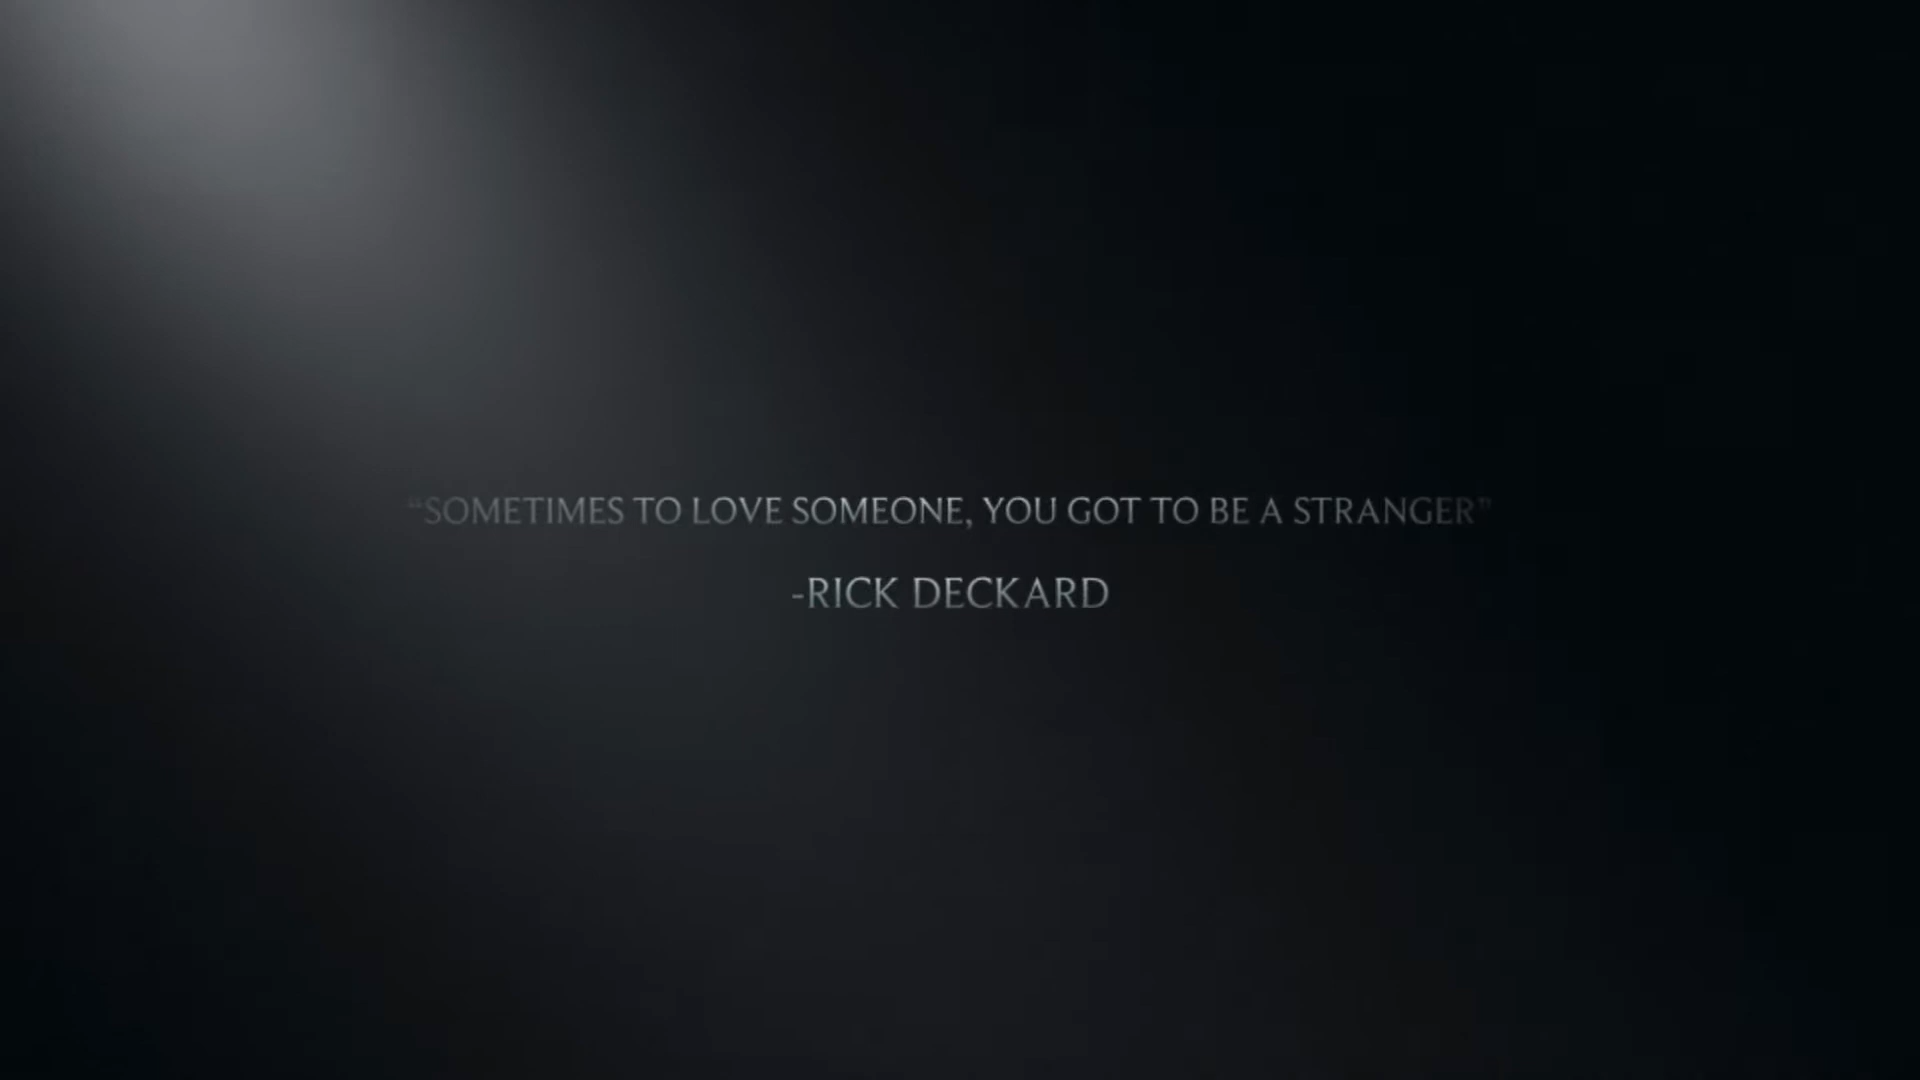 “SOMETIMES TO LOVE SOMEONE, YOU GOT TO BE A STRANGER”
-RICK DECKARD